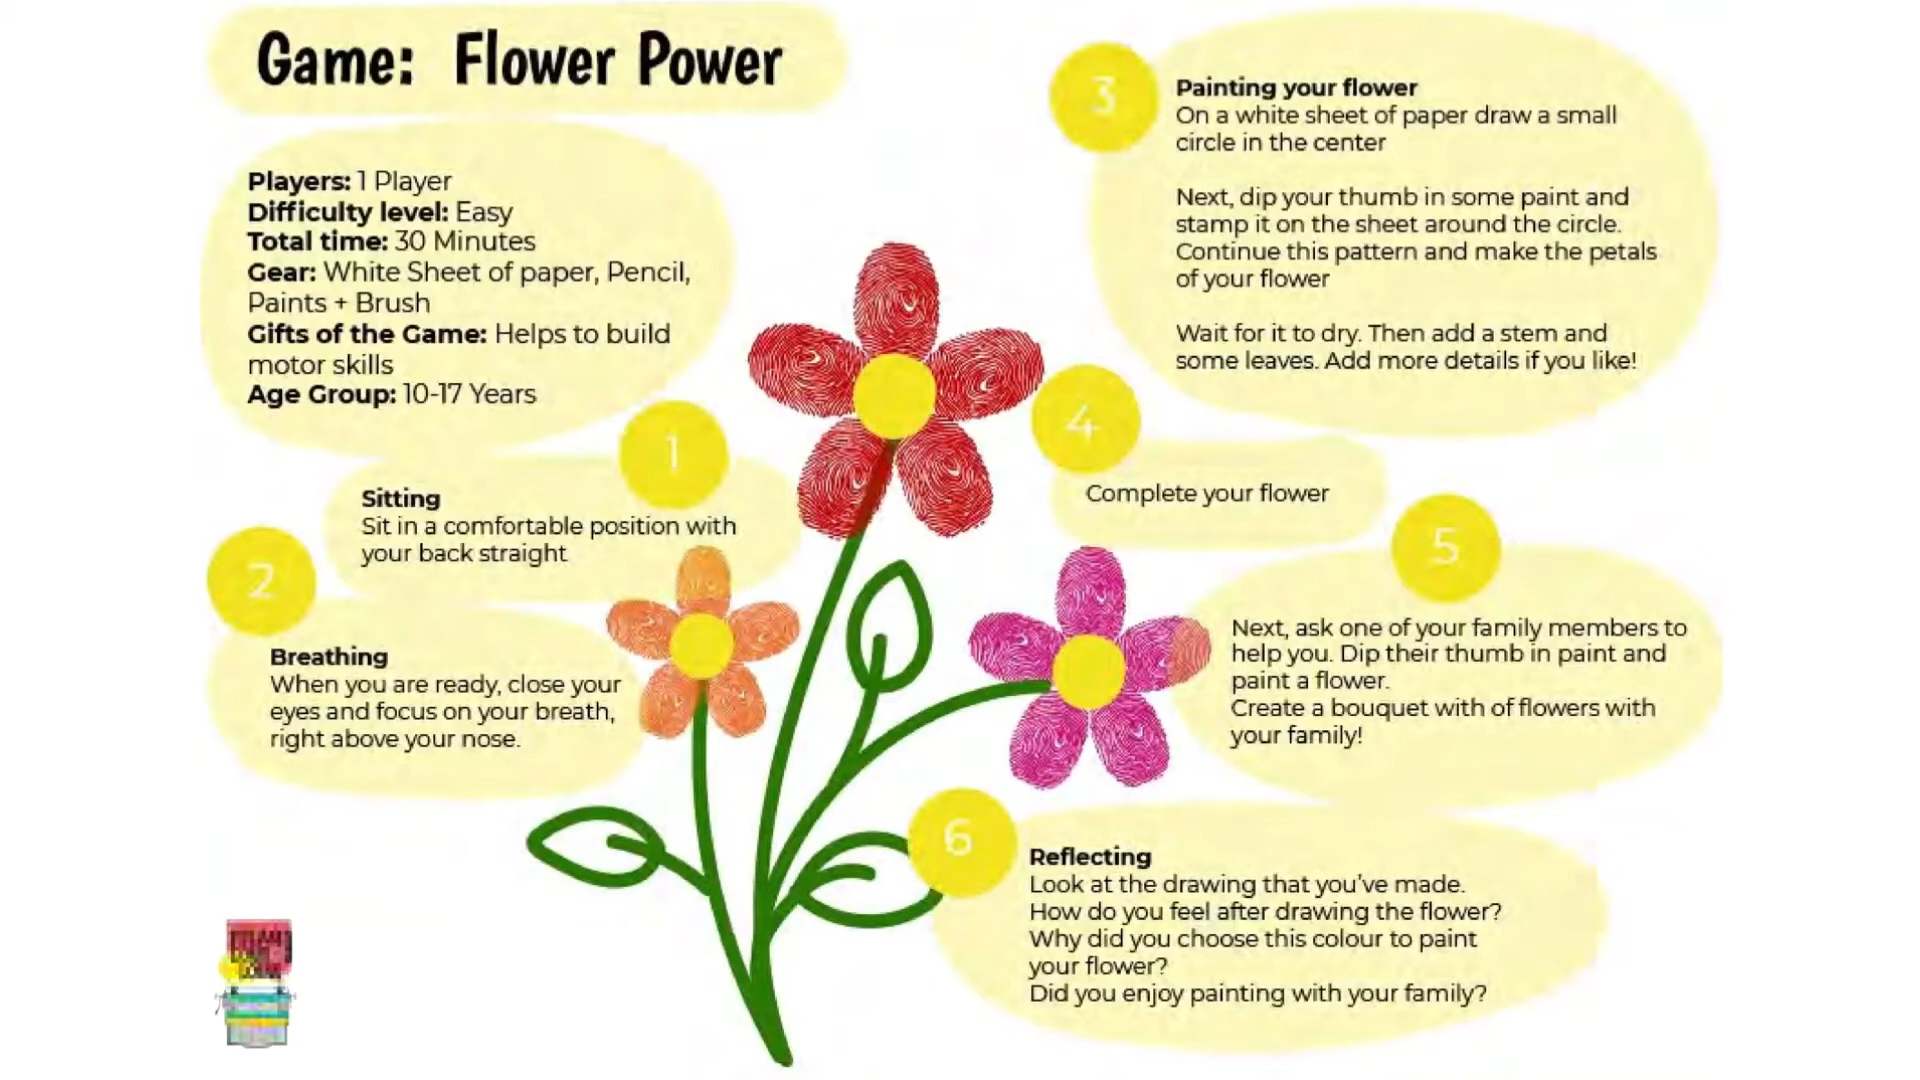 Game: Flower Power
Players: 1 Player
Difficulty level: Easy
Total time: 30 Minutes
Gear: White Sheet of paper, Pencil,
Paints + Brush
Gifts of the Game: Helps to build
motor skills
Age Group: 10-17 Years
1
Sitting
Sit in a comfortable position with
your back straight
2
Breathing
When you are ready, close your
eyes and focus on your breath,
right above your nose.
3
Painting your flower
On a white sheet of paper draw a small
circle in the center
Next, dip your thumb in some paint and
stamp it on the sheet around the circle.
Continue this pattern and make the petals
of your flower
Wait for it to dry. Then add a stem and
some leaves. Add more details if you like!
4
Complete your flower
5
Next, ask one of your family members to
help you. Dip their thumb in paint and
paint a flower.
Create a bouquet with of flowers with
your family!
6
Reflecting
Look at the drawing that you've made.
How do you feel after drawing the flower?
Why did you choose this colour to paint
your flower?
Did you enjoy painting with your family?